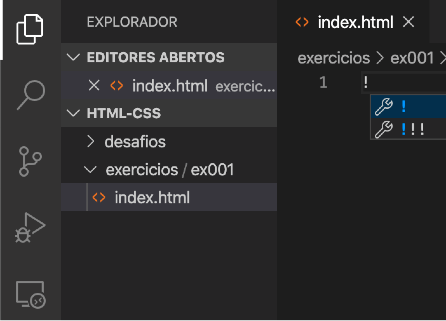 EXPLORADOR
EDITORES ABERTOS
index.html exercic...
HTML-CSS
desafios
exercicios / ex001
index.html
index.html
exercicios > ex001 >
1 !
!
!!!